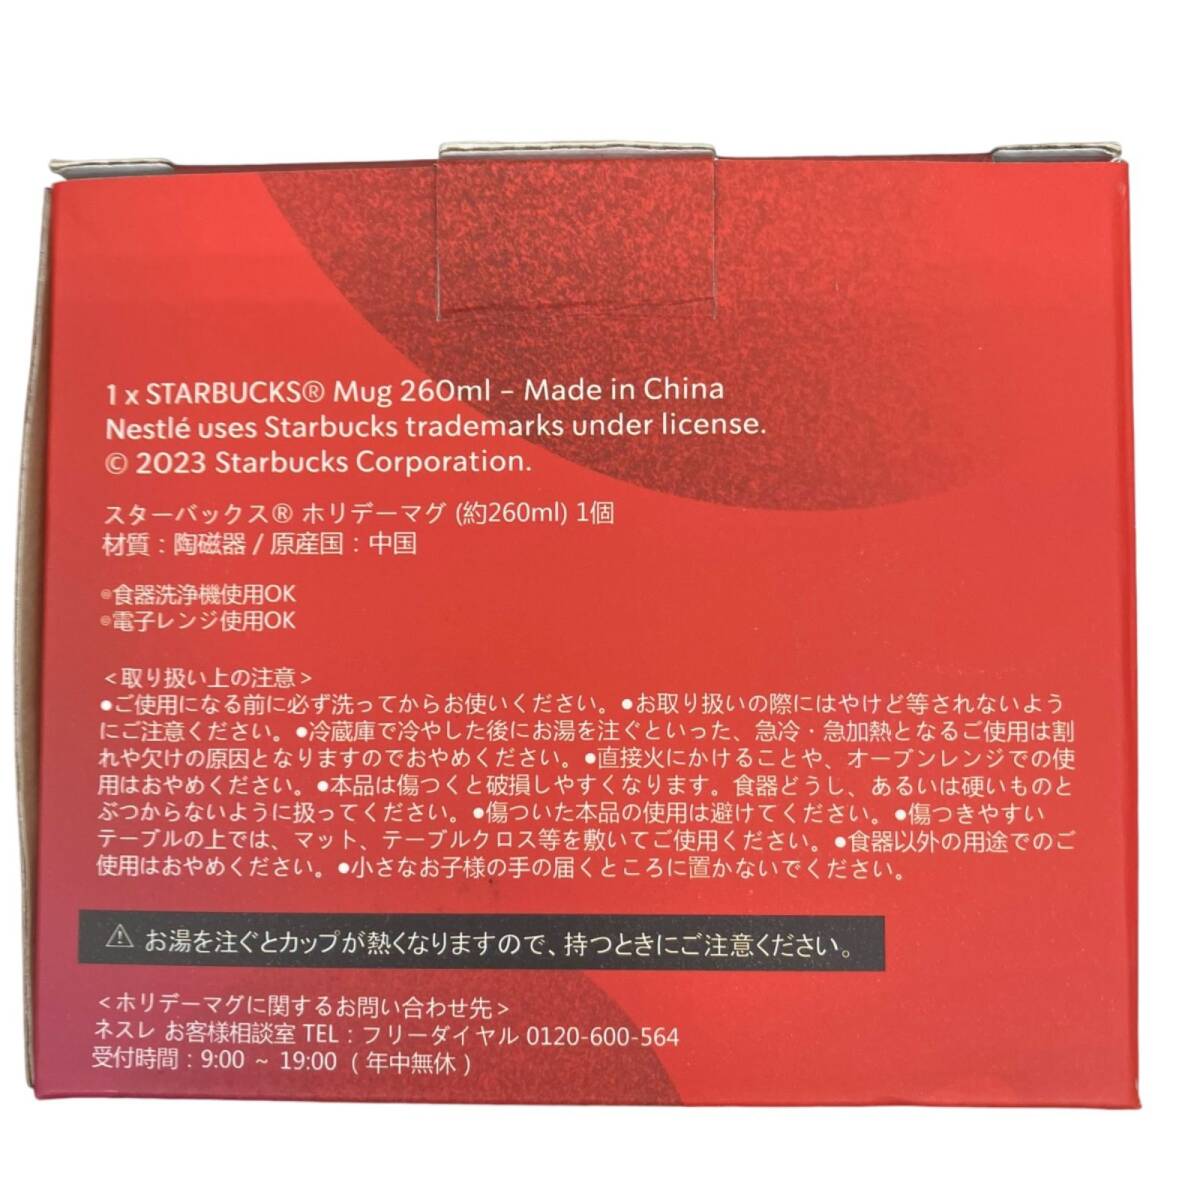 1 x STARBUCKS® Mug 260ml – Made in China
Nestlé uses Starbucks trademarks under license.
© 2023 Starbucks Corporation.
スターバックス® ホリデーマグ (約260ml) 1個
材質：陶磁器 / 原産国：中国
◎食器洗浄機使用OK
◎電子レンジ使用OK
＜取り扱い上の注意＞
●ご使用になる前に必ず洗ってからお使いください。●お取り扱いの際にはやけど等されないよう
にご注意ください。●冷蔵庫で冷やした後にお湯を注ぐといった、急冷・急加熱となるご使用は割
れや欠けの原因となりますのでおやめください。●直接火にかけることや、オーブンレンジでの使
用はおやめください。●本品は傷つくと破損しやすくなります。食器どうし、あるいは硬いものと
ぶつからないように扱ってください。●傷ついた本品の使用は避けてください。●傷つきやすい
テーブルの上では、マット、テーブルクロス等を敷いてご使用ください。●食器以外の用途でのご
使用はおやめください。●小さなお子様の手の届くところに置かないでください。
⚠ お湯を注ぐとカップが熱くなりますので、持つときにご注意ください。
＜ホリデーマグに関するお問い合わせ先＞
ネスレ お客様相談室 TEL：フリーダイヤル 0120-600-564
受付時間：9:00 ~ 19:00 （年中無休）